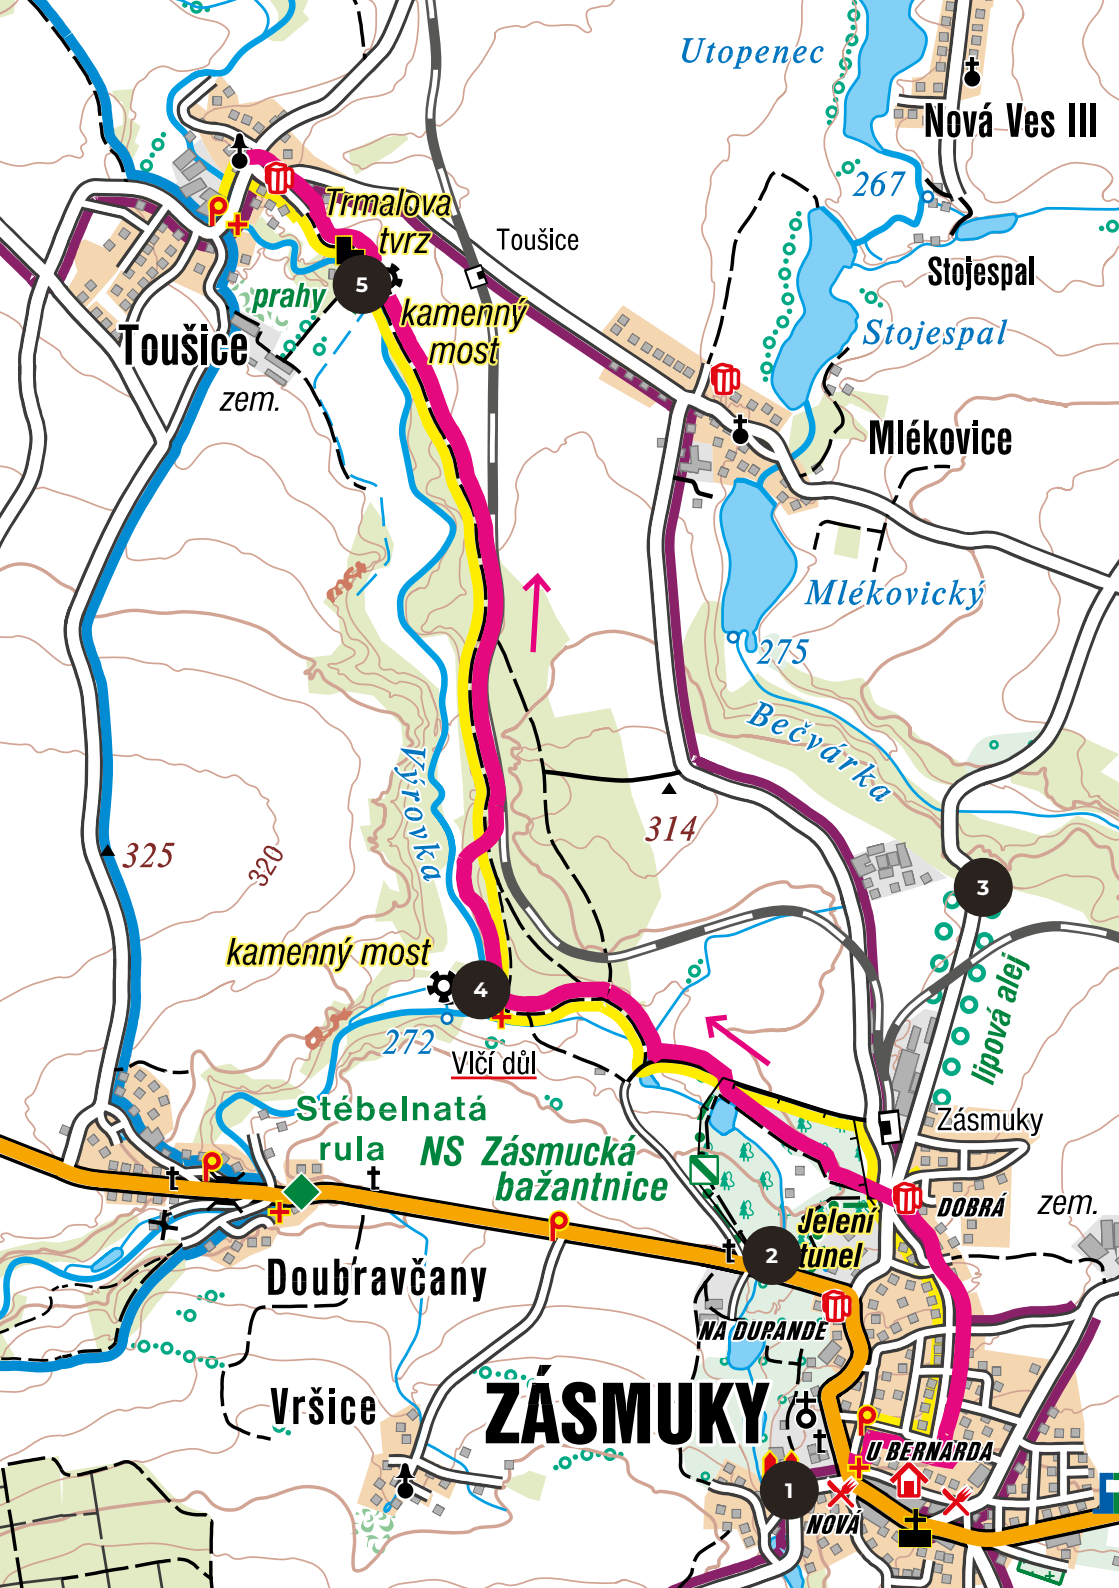 Utopenec
Nová Ves III
267
Trmalova
tvrz
Toušice
Stojespal
5
prahy
kamenný
most
Stojespal
Toušice
zem.
Mlékovice
Mlékovický
275
Bečvárka
Výrovka
314
325
320
3
kamenný most
4
lipová alej
272
Vlčí důl
Stébelnatá
rula
NS Zásmucká
bažantnice
Zásmuky
DOBRÁ
zem.
Jelení
tunel
2
Doubravčany
NA DUPANDE
Vršice
ZÁSMUKY
U BERNARDA
1
NOVÁ